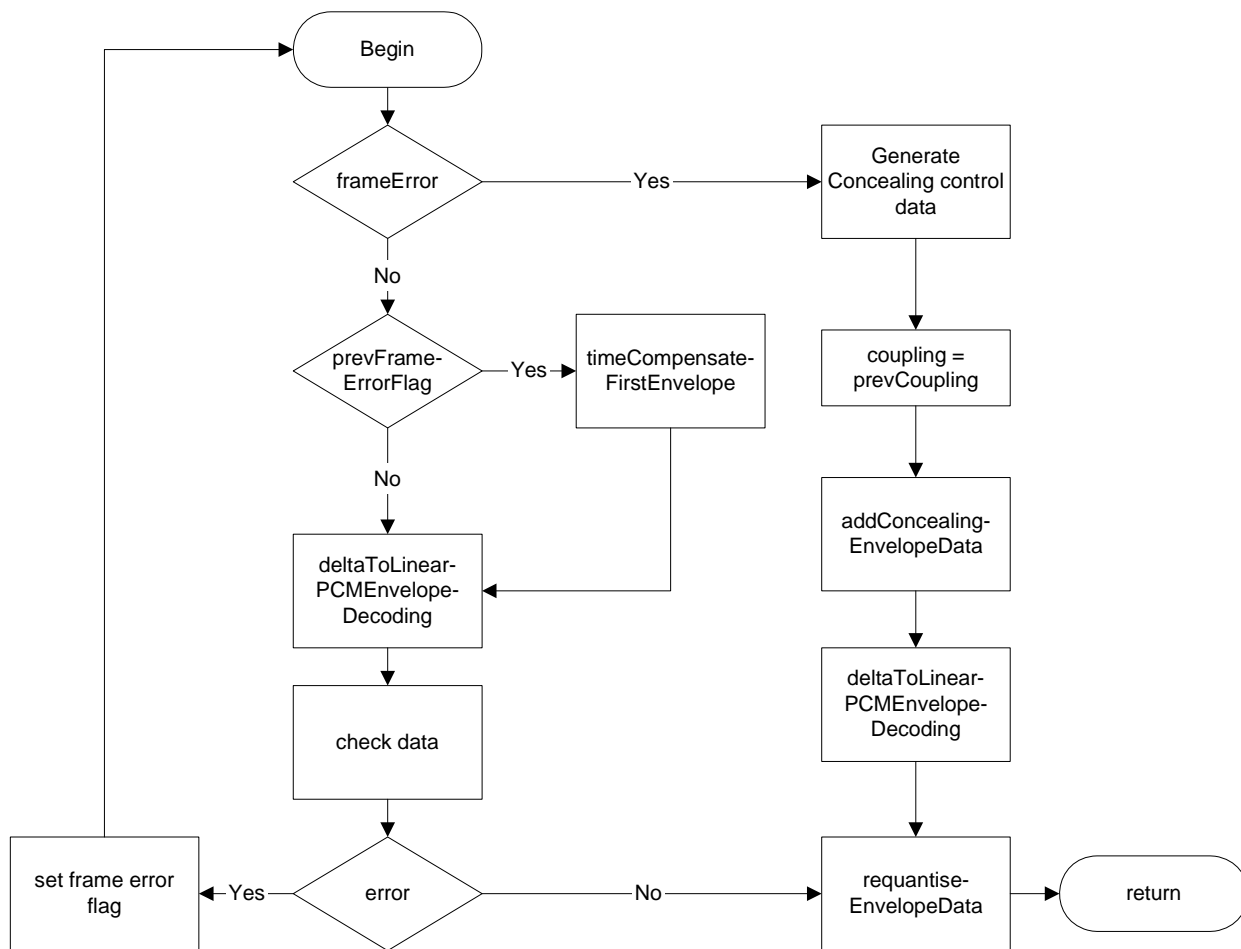 Begin
frameError
Yes
Generate
Concealing control
data
No
prevFrame-
ErrorFlag
Yes
timeCompensate-
FirstEnvelope
coupling =
prevCoupling
No
addConcealing-
EnvelopeData
deltaToLinear-
PCMEnvelope-
Decoding
deltaToLinear-
PCMEnvelope-
Decoding
check data
set frame error
flag
Yes
error
No
requantise-
EnvelopeData
return